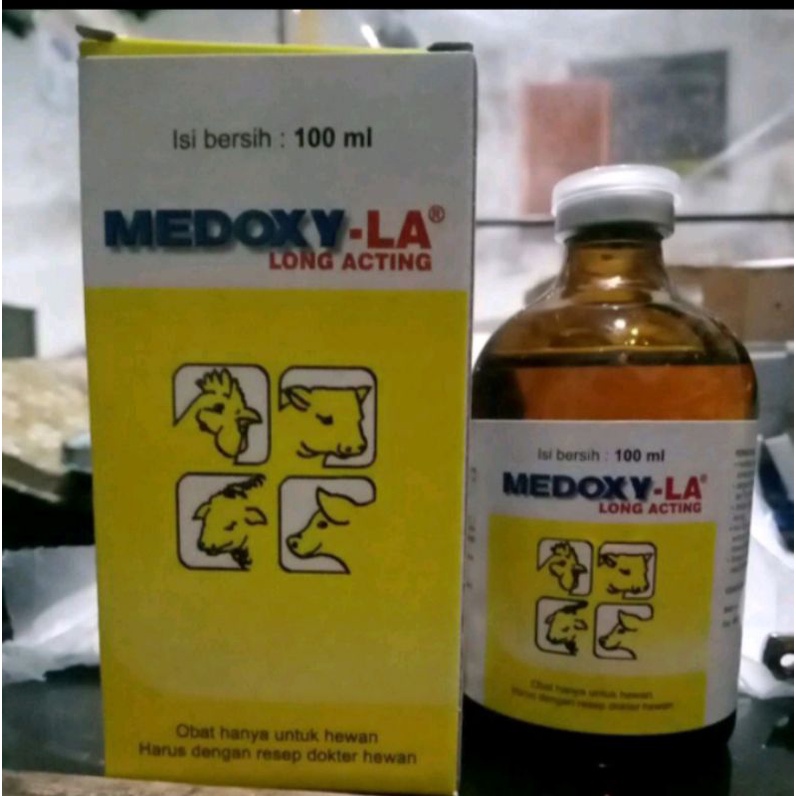 Isi bersih : 100 ml
MEDOXY-LA®
LONG ACTING
Obat hanya untuk hewan
Harus dengan resep dokter hewan
Isi bersih : 100 ml
MEDOXY-LA®
LONG ACTING
Obat hanya untuk hewan
Harus dengan resep dokter hewan